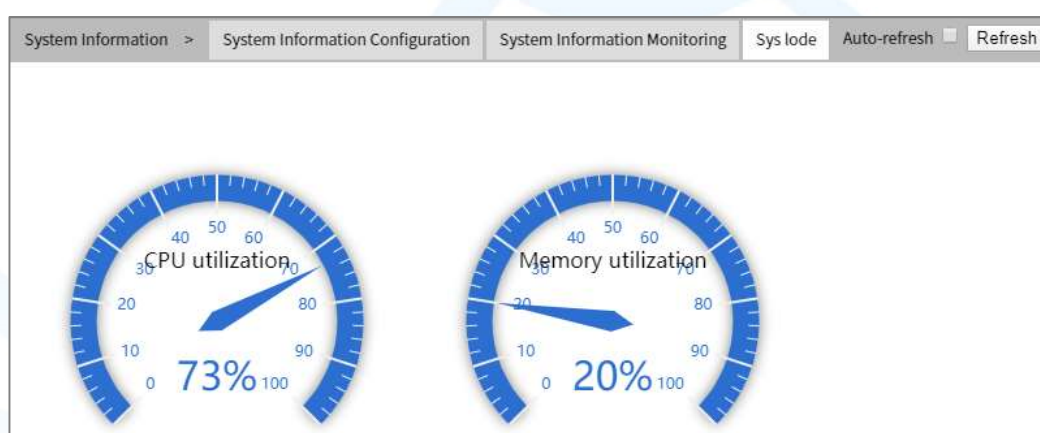 System Information > System Information Configuration System Information Monitoring Sys lode Auto-refresh Refresh
50 50
40 60 40 60
CPU utilization Memory utilization
30 70 30 70
20 80 20 80
10 90 10 90
0 73% 100 0 20% 100